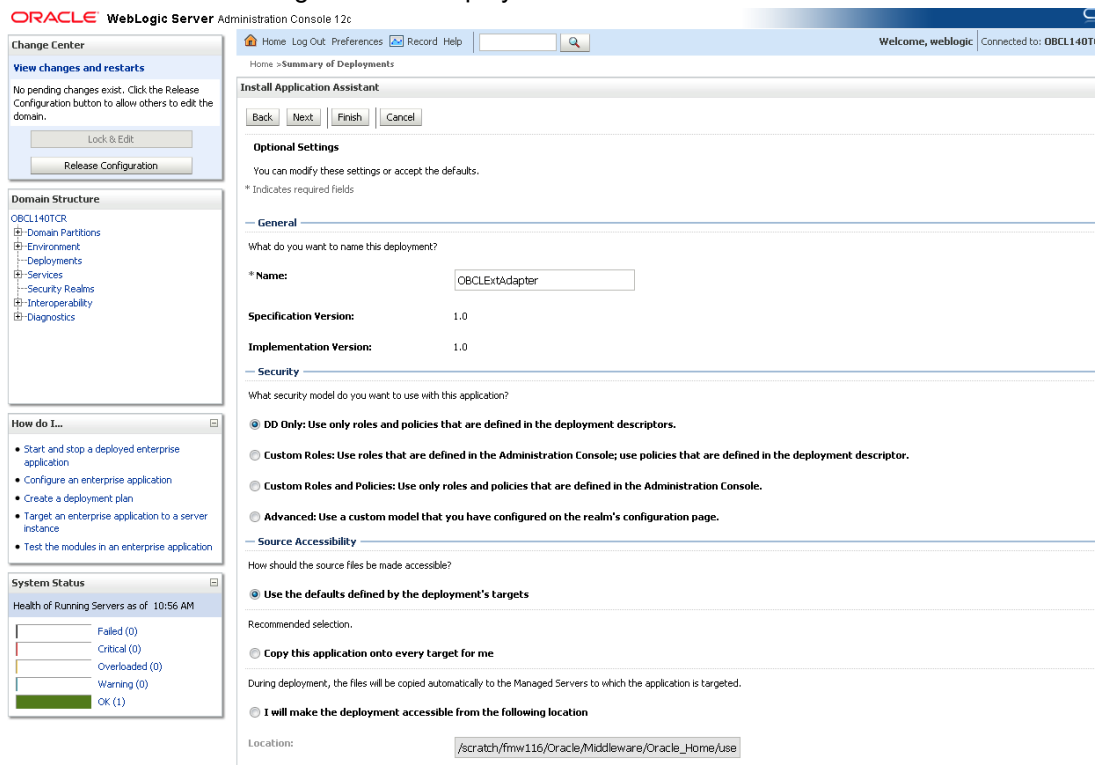 ORACLE WebLogic Server Administration Console 12c
Change Center
View changes and restarts
No pending changes exist. Click the Release
Configuration button to allow others to edit the
domain.
Lock & Edit
Release Configuration
Domain Structure
OBCL140TCR
Domain Partitions
Environment
Deployments
Services
Security Realms
Interoperability
Diagnostics
How do I...
Start and stop a deployed enterprise
application
Configure an enterprise application
Create a deployment plan
Target an enterprise application to a server
instance
Test the modules in an enterprise application
System Status
Health of Running Servers as of 10:56 AM
Failed (0)
Critical (0)
Overloaded (0)
Warning (0)
OK (1)
Home Log Out Preferences Record Help
Welcome, weblogic Connected to: OBCL140T
Home >Summary of Deployments
Install Application Assistant
Back Next Finish Cancel
Optional Settings
You can modify these settings or accept the defaults.
* Indicates required fields
General
What do you want to name this deployment?
* Name: OBCLExtAdapter
Specification Version: 1.0
Implementation Version: 1.0
Security
What security model do you want to use with this application?
DD Only: Use only roles and policies that are defined in the deployment descriptors.
Custom Roles: Use roles that are defined in the Administration Console; use policies that are defined in the deployment descriptor.
Custom Roles and Policies: Use only roles and policies that are defined in the Administration Console.
Advanced: Use a custom model that you have configured on the realm's configuration page.
Source Accessibility
How should the source files be made accessible?
Use the defaults defined by the deployment's targets
Recommended selection.
Copy this application onto every target for me
During deployment, the files will be copied automatically to the Managed Servers to which the application is targeted.
I will make the deployment accessible from the following location
Location: /scratch/fmw116/Oracle/Middleware/Oracle_Home/use